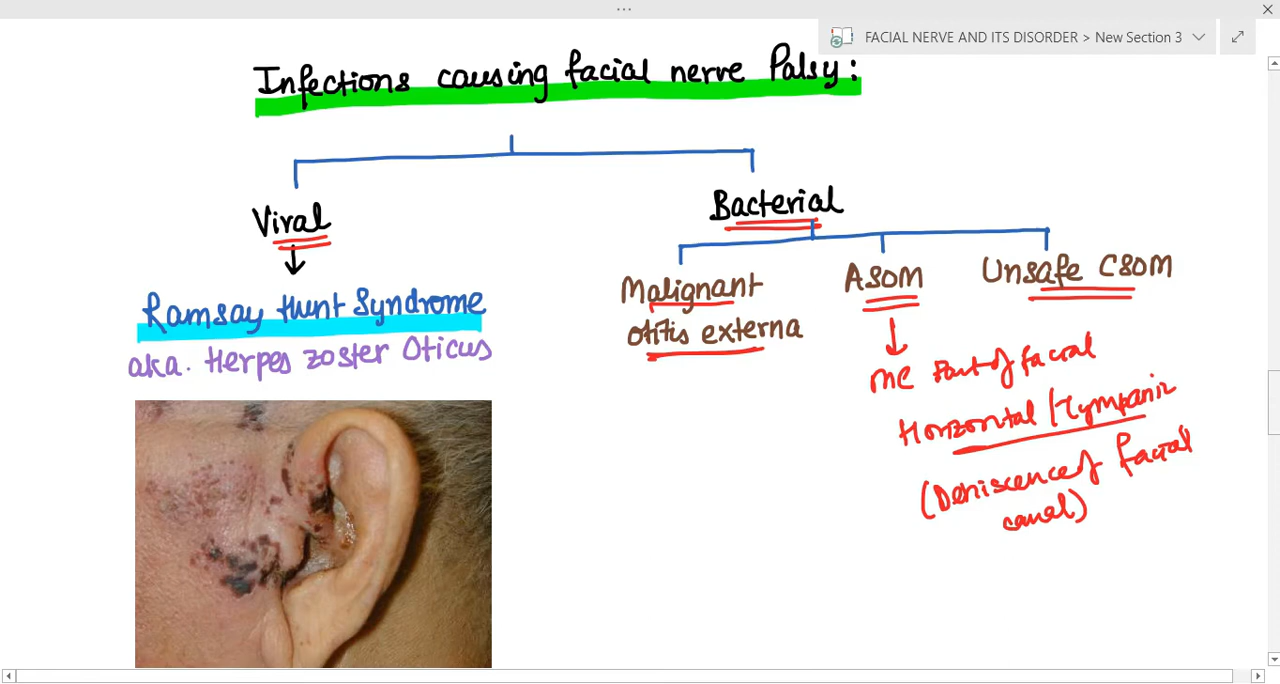 FACIAL NERVE AND ITS DISORDER > New Section 3
Infections causing facial nerve Palsy:
Viral
Bacterial
Ramsay Hunt Syndrome
aka. Herpes zoster Oticus
Malignant
otitis externa
ASOM
Unsafe CSOM
MC Part of facial
Horizontal / Tympanic
(Dehiscence of facial
canal)